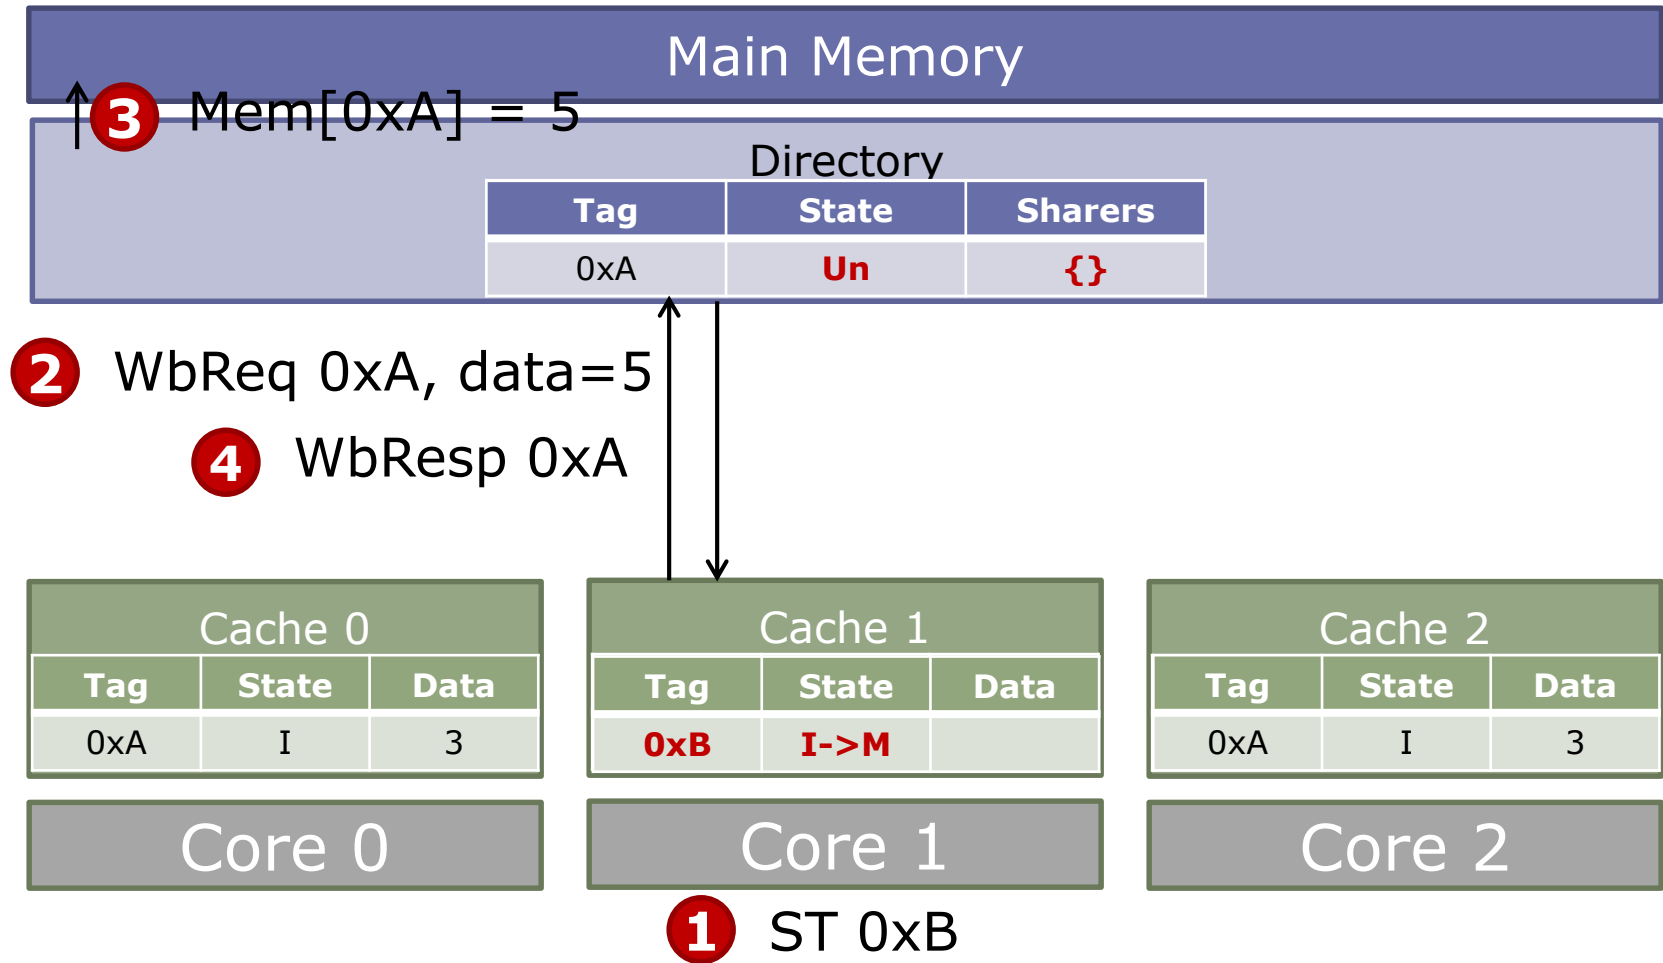 Main Memory
3 Mem[0xA] = 5
Directory
Tag State Sharers
0xA Un {}
2 WbReq 0xA, data=5
4 WbResp 0xA
Cache 0 Cache 1 Cache 2
Tag State Data Tag State Data Tag State Data
0xA I 3 0xB I->M 0xA I 3
Core 0 Core 1 Core 2
1 ST 0xB